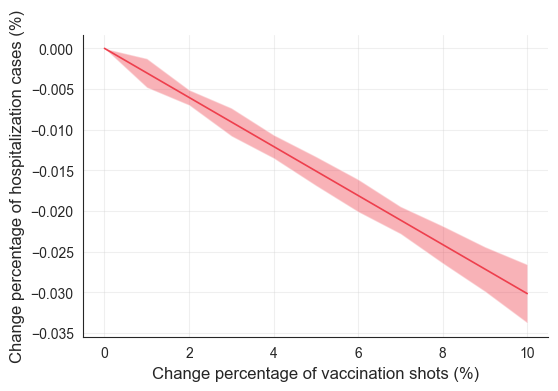 Change percentage of hospitalization cases (%)
0.000
−0.005
−0.010
−0.015
−0.020
−0.025
−0.030
−0.035
0 2 4 6 8 10
Change percentage of vaccination shots (%)